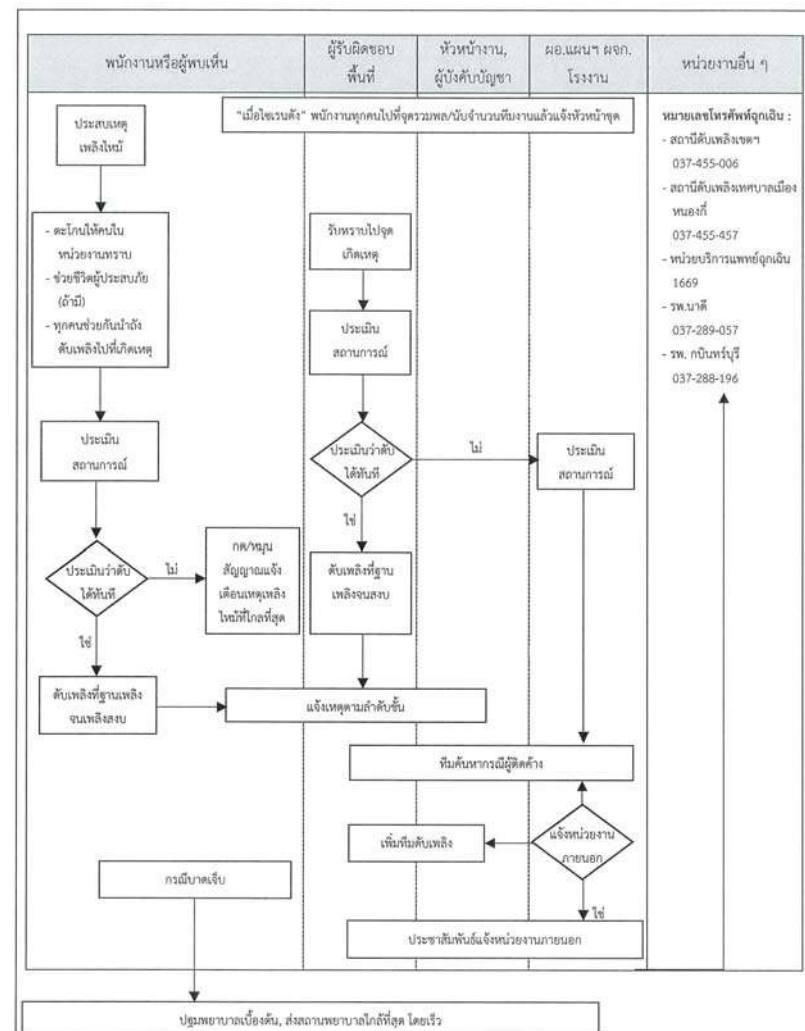 พนักงานหรือผู้พบเห็น
ผู้รับผิดชอบ
พื้นที่
หัวหน้างาน,
ผู้บังคับบัญชา
ผอ.แผนฯ ผจก.
โรงงาน
หน่วยงานอื่น ๆ
"เมื่อไซเรนดัง" พนักงานทุกคนไปที่จุดรวมพล/นับจำนวนทีมงานแล้วแจ้งหัวหน้าชุด
ประสบเหตุ
เพลิงไหม้
- ตะโกนให้คนใน
หน่วยงานทราบ
- ช่วยชีวิตผู้ประสบภัย
(ถ้ามี)
- ทุกคนช่วยกันนำถัง
ดับเพลิงไปที่เกิดเหตุ
ประเมิน
สถานการณ์
ประเมินว่าดับ
ได้ทันที
ไม่
กด/หมุน
สัญญาณแจ้ง
เตือนเหตุเพลิง
ไหม้ที่ใกลที่สุด
ใช่
ดับเพลิงที่ฐานเพลิง
จนเพลิงสงบ
รับทราบไปจุด
เกิดเหตุ
ประเมิน
สถานการณ์
ประเมินว่าดับ
ได้ทันที
ไม่
ใช่
ดับเพลิงที่ฐาน
เพลิงจนสงบ
แจ้งเหตุตามลำดับชั้น
ประเมิน
สถานการณ์
ทีมค้นหากรณีผู้ติดค้าง
แจ้งหน่วยงาน
ภายนอก
เพิ่มทีมดับเพลิง
ใช่
ประชาสัมพันธ์แจ้งหน่วยงานภายนอก
หมายเลขโทรศัพท์ฉุกเฉิน :
- สถานีดับเพลิงเขตฯ
037-455-006
- สถานีดับเพลิงเทศบาลเมือง
หนองกี่
037-455-457
- หน่วยบริการแพทย์ฉุกเฉิน
1669
- รพ.นาดี
037-289-057
- รพ. กบินทร์บุรี
037-288-196
กรณีบาดเจ็บ
ปฐมพยาบาลเบื้องต้น, ส่งสถานพยาบาลใกล้ที่สุด โดยเร็ว